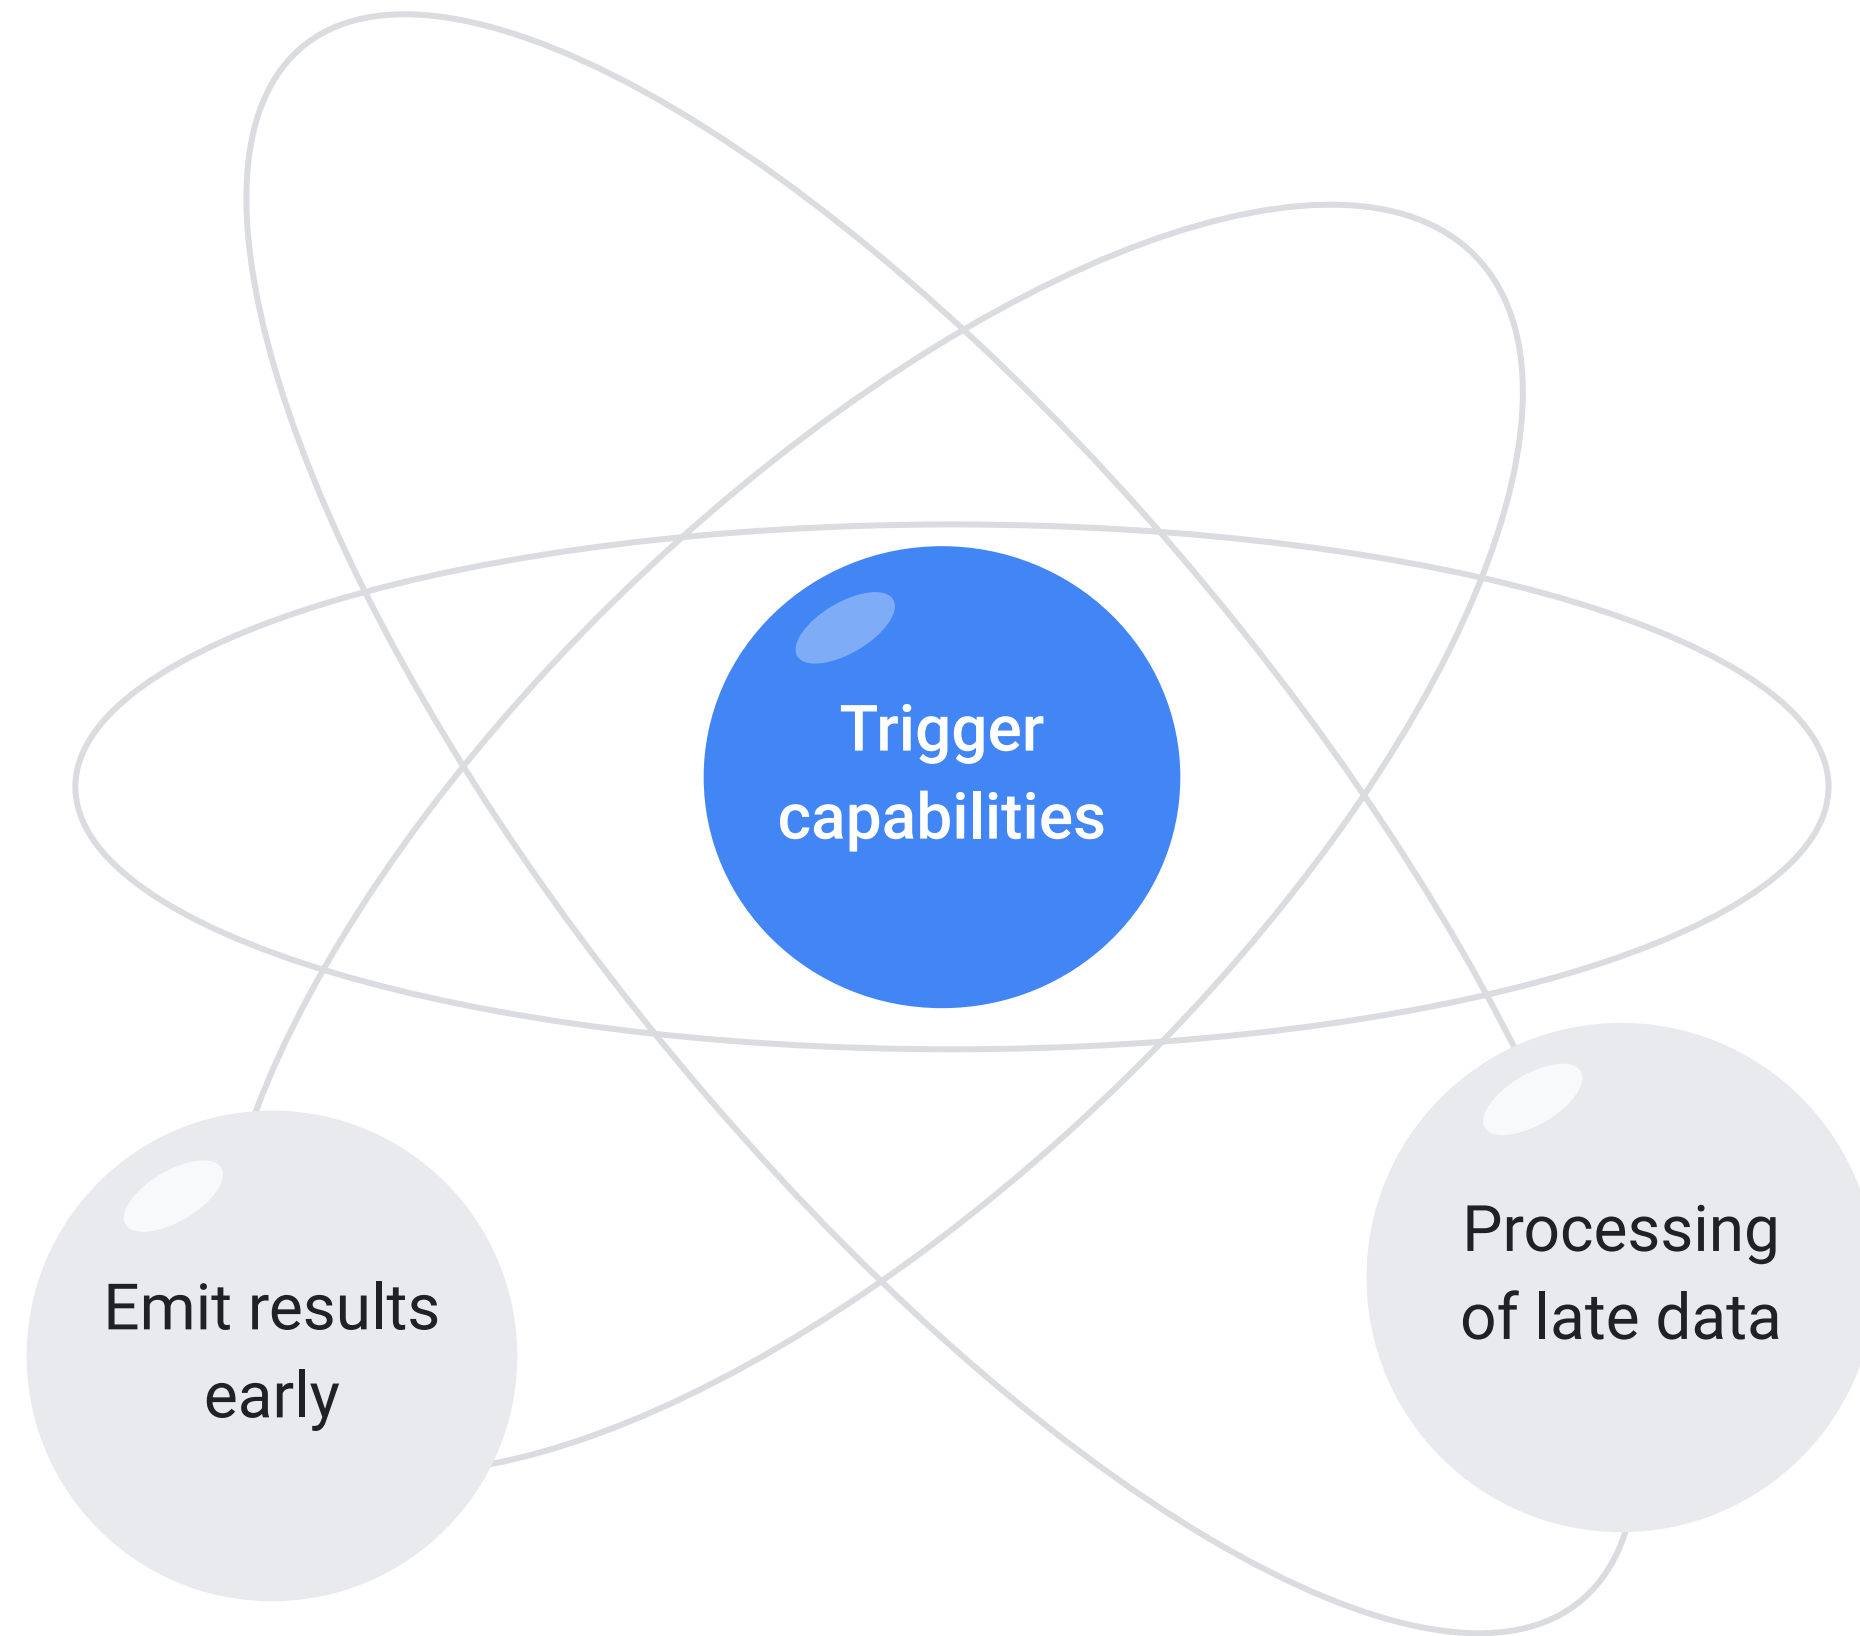 Trigger
capabilities
Emit results
early
Processing
of late data